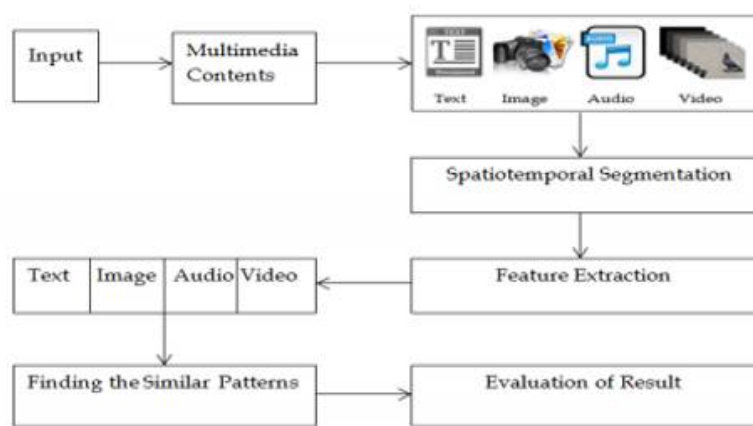 Input
Multimedia
Contents
TEXT
T
Text Image Audio Video
Spatiotemporal Segmentation
Feature Extraction
Text Image Audio Video
Finding the Similar Patterns
Evaluation of Result